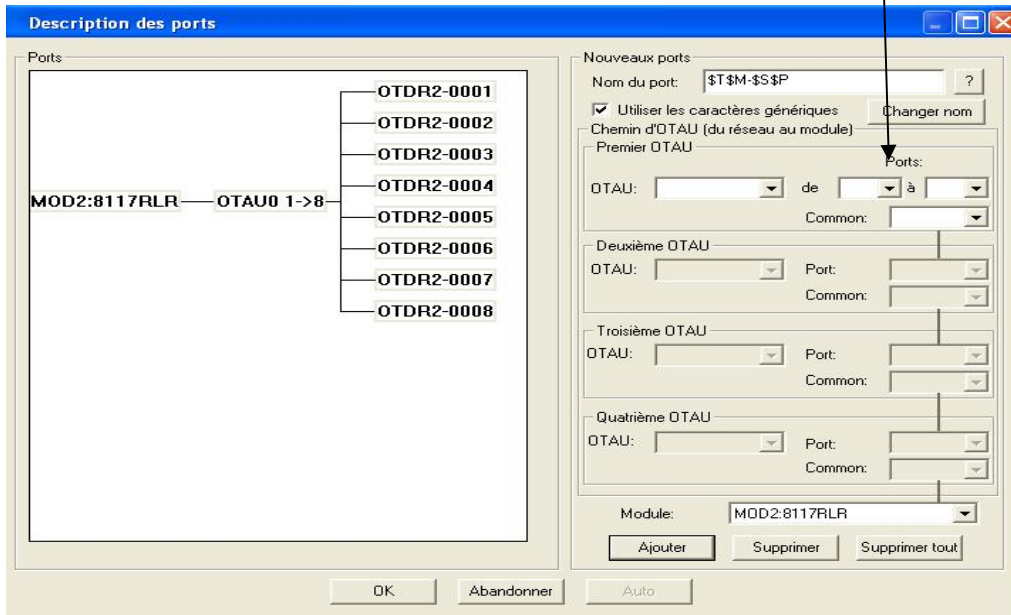 Description des ports
Ports
MOD2:8117RLR
OTAU0 1->8
OTDR2-0001
OTDR2-0002
OTDR2-0003
OTDR2-0004
OTDR2-0005
OTDR2-0006
OTDR2-0007
OTDR2-0008
Nouveaux ports
Nom du port: $T$M-$S$P ?
Utiliser les caractères génériques Changer nom
Chemin d'OTAU (du réseau au module)
Premier OTAU
Ports:
OTAU: de à
Common:
Deuxième OTAU
OTAU: Port:
Common:
Troisième OTAU
OTAU: Port:
Common:
Quatrième OTAU
OTAU: Port:
Common:
Module: MOD2:8117RLR
Ajouter Supprimer Supprimer tout
OK Abandonner Auto